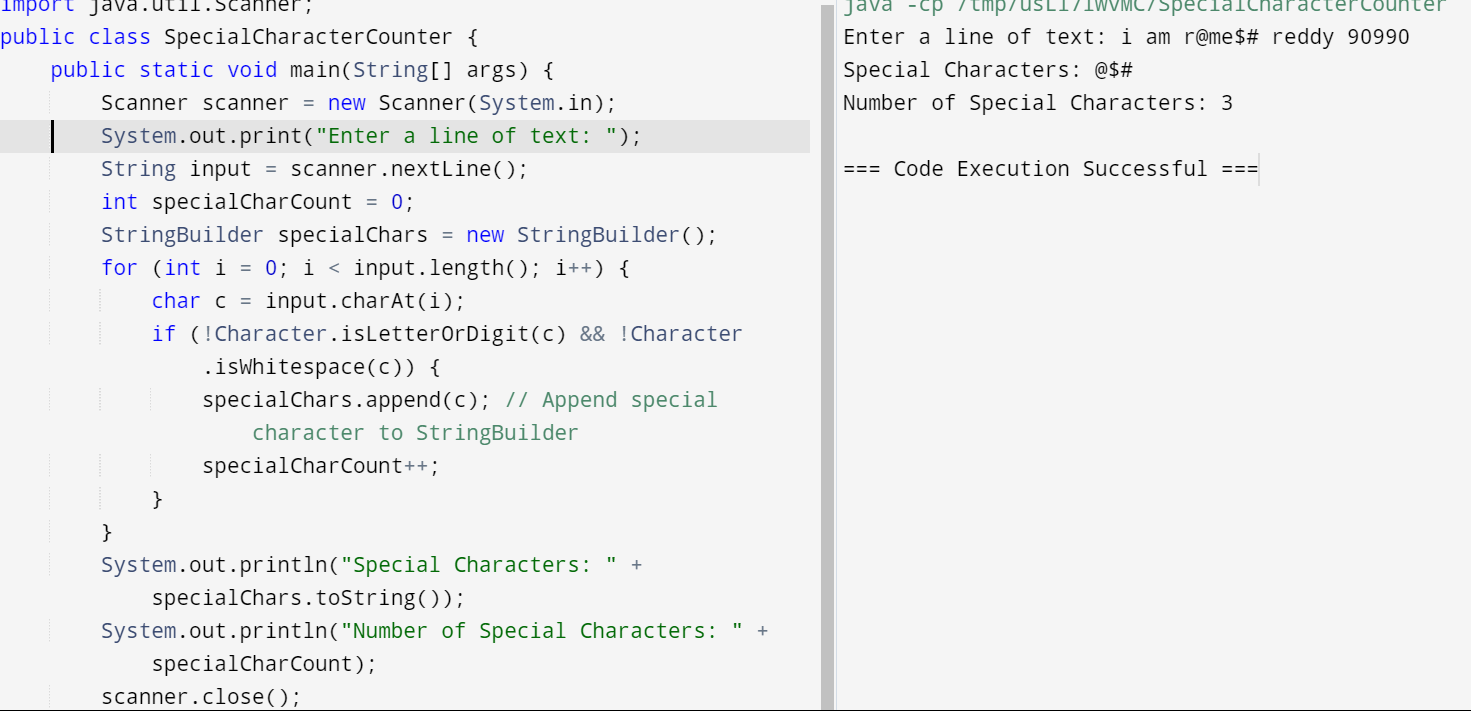 import java.util.Scanner;
public class SpecialCharacterCounter {
public static void main(String[] args) {
Scanner scanner = new Scanner(System.in);
System.out.print("Enter a line of text: ");
String input = scanner.nextLine();
int specialCharCount = 0;
StringBuilder specialChars = new StringBuilder();
for (int i = 0; i < input.length(); i++) {
char c = input.charAt(i);
if (!Character.isLetterOrDigit(c) && !Character
.isWhitespace(c)) {
specialChars.append(c); // Append special
character to StringBuilder
specialCharCount++;
}
}
System.out.println("Special Characters: " +
specialChars.toString());
System.out.println("Number of Special Characters: " +
specialCharCount);
scanner.close();
java -cp SpecialCharacterCounter
Enter a line of text: i am r@me$# reddy 90990
Special Characters: @$#
Number of Special Characters: 3
=== Code Execution Successful ===